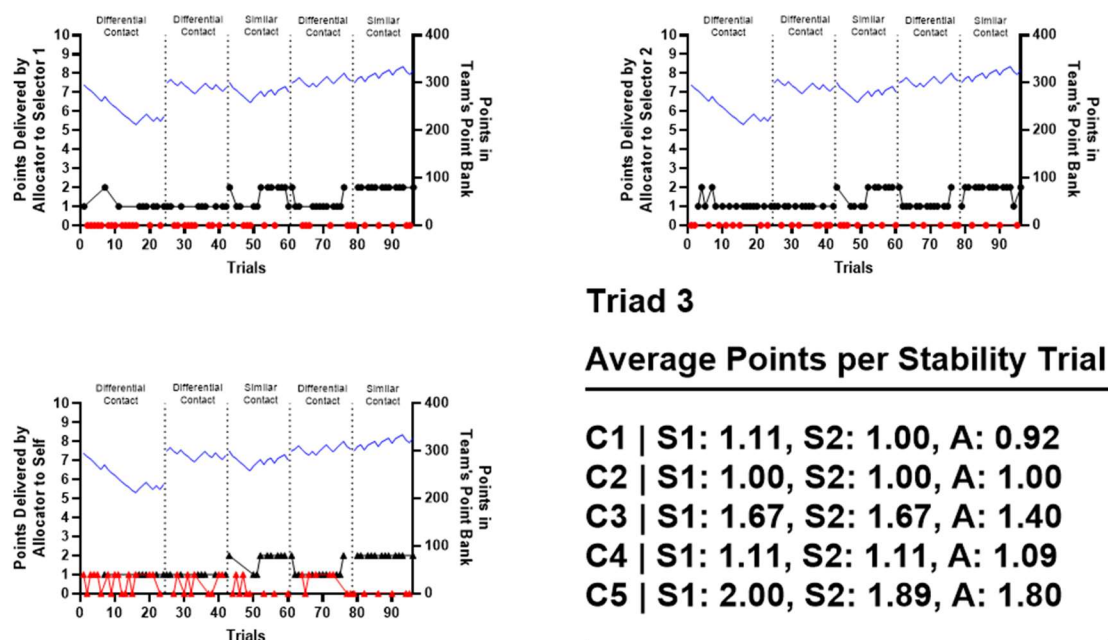 Differential Contact
Differential Contact
Similar Contact
Differential Contact
Similar Contact
Points Delivered by
Allocator to Selector 1
10
9
8
7
6
5
4
3
2
1
0
400
300
200
100
0
Points in
Team's Point Bank
0 10 20 30 40 50 60 70 80 90
Trials
Differential Contact
Differential Contact
Similar Contact
Differential Contact
Similar Contact
Points Delivered by
Allocator to Selector 2
10
9
8
7
6
5
4
3
2
1
0
400
300
200
100
0
Points in
Team's Point Bank
0 10 20 30 40 50 60 70 80 90
Trials
Differential Contact
Differential Contact
Similar Contact
Differential Contact
Similar Contact
Points Delivered by
Allocator to Self
10
9
8
7
6
5
4
3
2
1
0
400
300
200
100
0
Points in
Team's Point Bank
0 10 20 30 40 50 60 70 80 90
Trials
Triad 3
Average Points per Stability Trial
C1 | S1: 1.11, S2: 1.00, A: 0.92
C2 | S1: 1.00, S2: 1.00, A: 1.00
C3 | S1: 1.67, S2: 1.67, A: 1.40
C4 | S1: 1.11, S2: 1.11, A: 1.09
C5 | S1: 2.00, S2: 1.89, A: 1.80